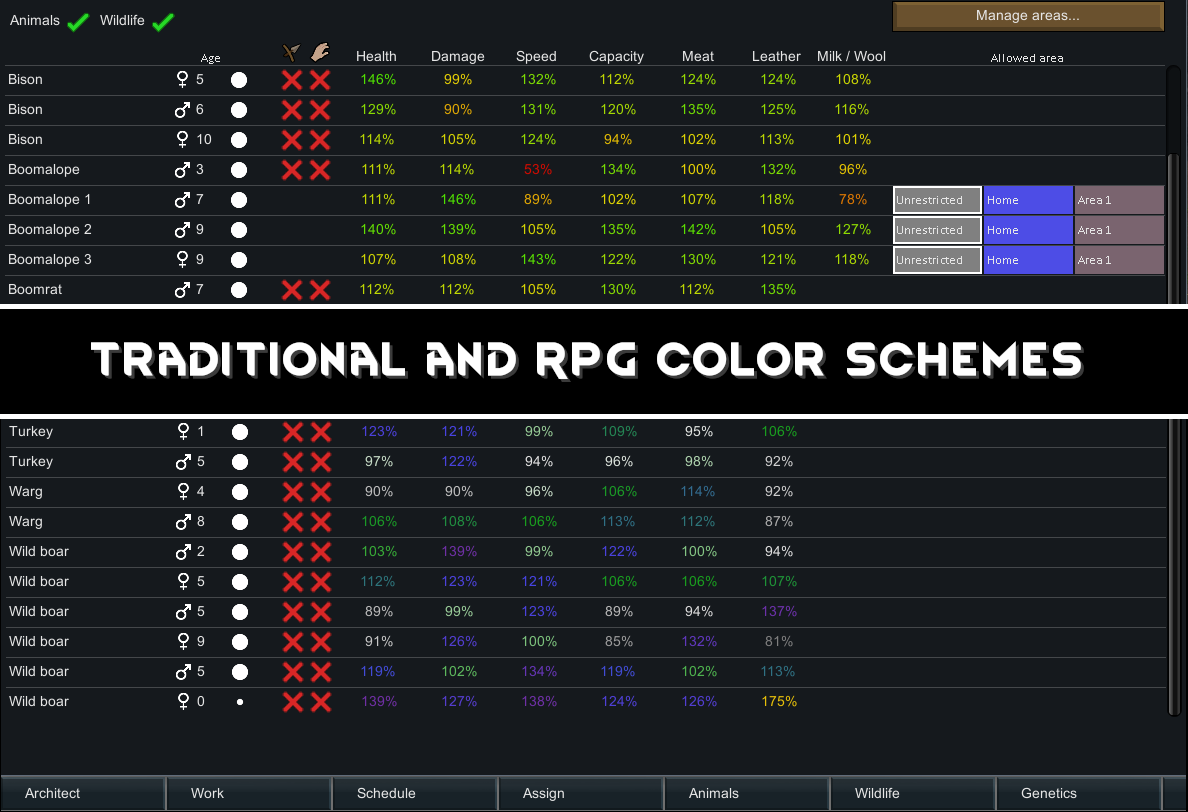 Animals Wildlife Manage areas...
Age Health Damage Speed Capacity Meat Leather Milk / Wool Allowed area
Bison ♀ 5 146% 99% 132% 112% 124% 124% 108%
Bison ♂ 6 129% 90% 131% 120% 135% 125% 116%
Bison ♀ 10 114% 105% 124% 94% 102% 113% 101%
Boomalope ♂ 3 111% 114% 53% 134% 100% 132% 96%
Boomalope 1 ♂ 7 111% 146% 89% 102% 107% 118% 78% Unrestricted Home Area 1
Boomalope 2 ♂ 9 140% 139% 105% 135% 142% 105% 127% Unrestricted Home Area 1
Boomalope 3 ♀ 9 107% 108% 143% 122% 130% 121% 118% Unrestricted Home Area 1
Boomrat ♂ 7 112% 112% 105% 130% 112% 135%
TRADITIONAL AND RPG COLOR SCHEMES
Turkey ♀ 1 123% 121% 99% 109% 95% 106%
Turkey ♂ 5 97% 122% 94% 96% 98% 92%
Warg ♀ 4 90% 90% 96% 106% 114% 92%
Warg ♂ 8 106% 108% 106% 113% 112% 87%
Wild boar ♂ 2 103% 139% 99% 122% 100% 94%
Wild boar ♀ 5 112% 123% 121% 106% 106% 107%
Wild boar ♂ 5 89% 99% 123% 89% 94% 137%
Wild boar ♀ 9 91% 126% 100% 85% 132% 81%
Wild boar ♂ 5 119% 102% 134% 119% 102% 113%
Wild boar ♀ 0 139% 127% 138% 124% 126% 175%
Architect Work Schedule Assign Animals Wildlife Genetics